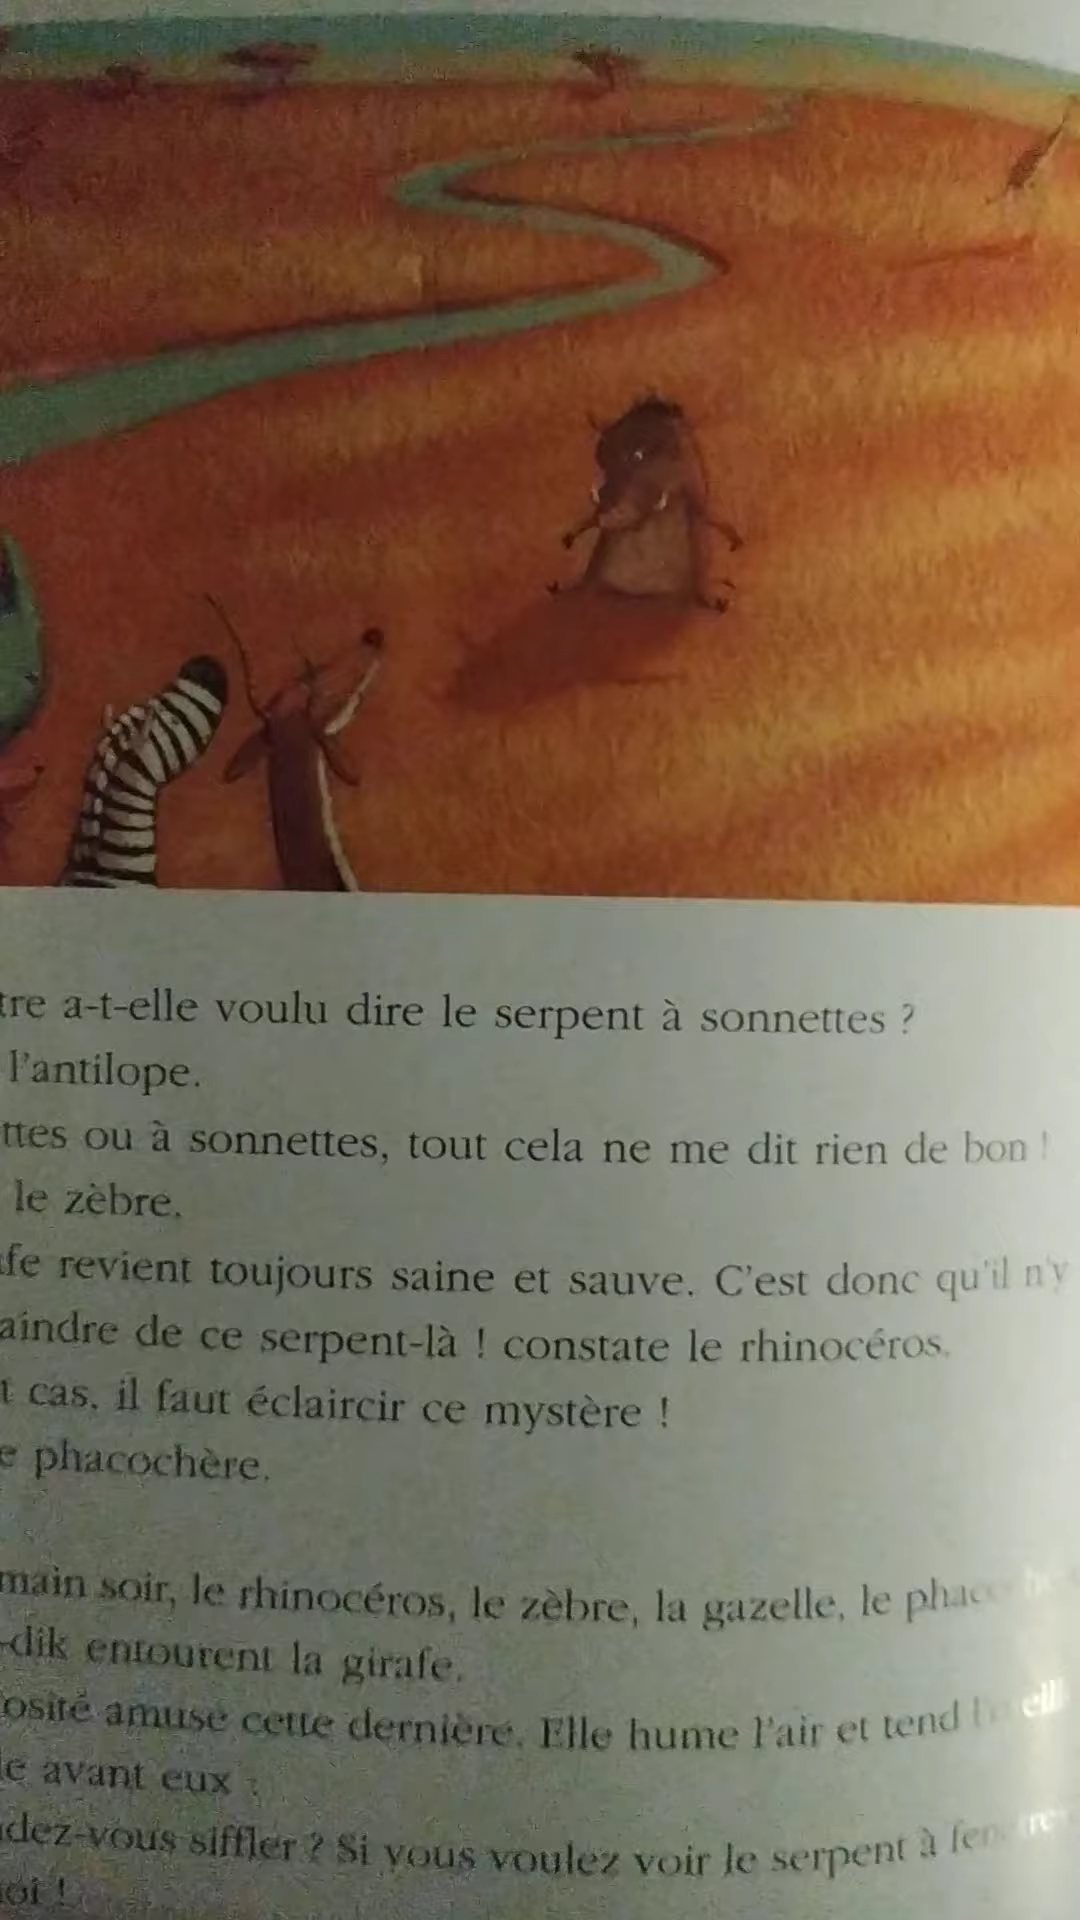 tre a-t-elle voulu dire le serpent à sonnettes ?
l'antilope.
ttes ou à sonnettes, tout cela ne me dit rien de bon !
le zèbre.
fe revient toujours saine et sauve. C'est donc qu'il n'y
aindre de ce serpent-là ! constate le rhinocéros.
t cas, il faut éclaircir ce mystère !
e phacochère.
main soir, le rhinocéros, le zèbre, la gazelle, le
-dik entourent la girafe.
osité amuse cette dernière. Elle hume l'air et tend
le avant eux :
dez-vous siffler ? Si vous voulez voir le serpent à
oi !